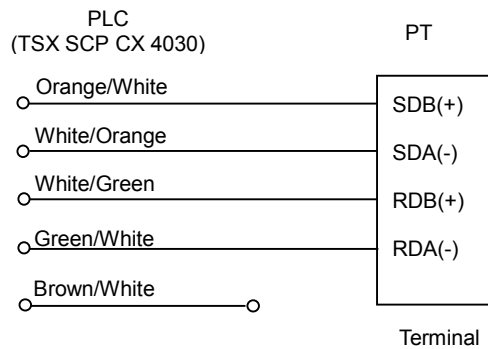 PLC
(TSX SCP CX 4030)
PT
Orange/White
SDB(+)
White/Orange
SDA(-)
White/Green
RDB(+)
Green/White
RDA(-)
Brown/White
Terminal